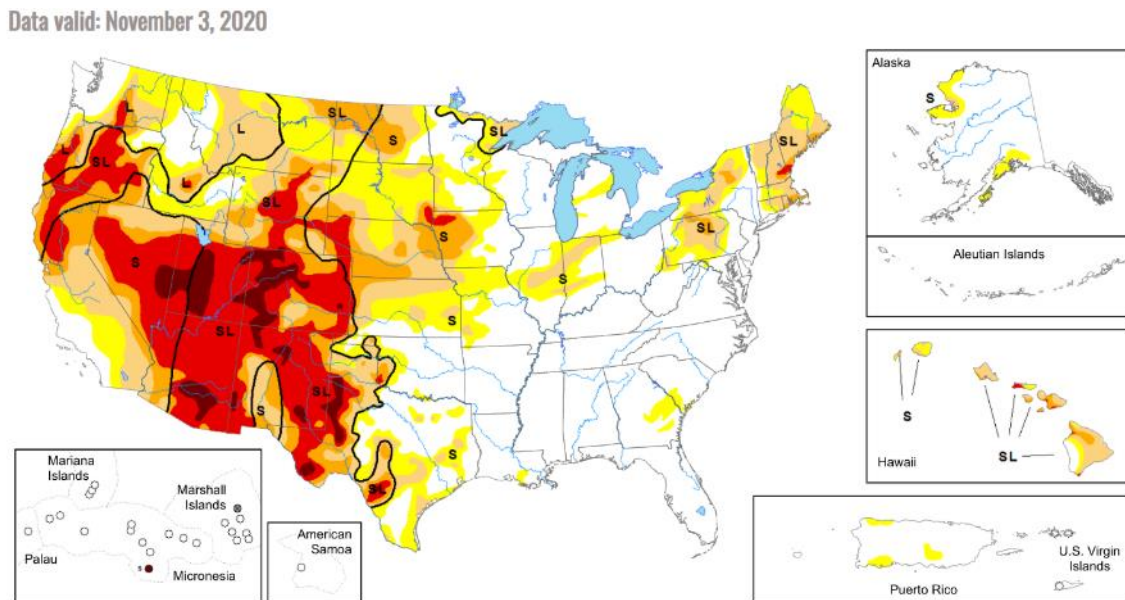 Data valid: November 3, 2020
Alaska
S
Aleutian Islands
L
L
L
SL
L
SL
S
SL
SL
SL
SL
S
S
SL
S
S
SL
S
S
SL
S
S
SL
Hawaii
Mariana
Islands
Marshall
Islands
Palau
S
Micronesia
American
Samoa
Puerto Rico
U.S. Virgin
Islands